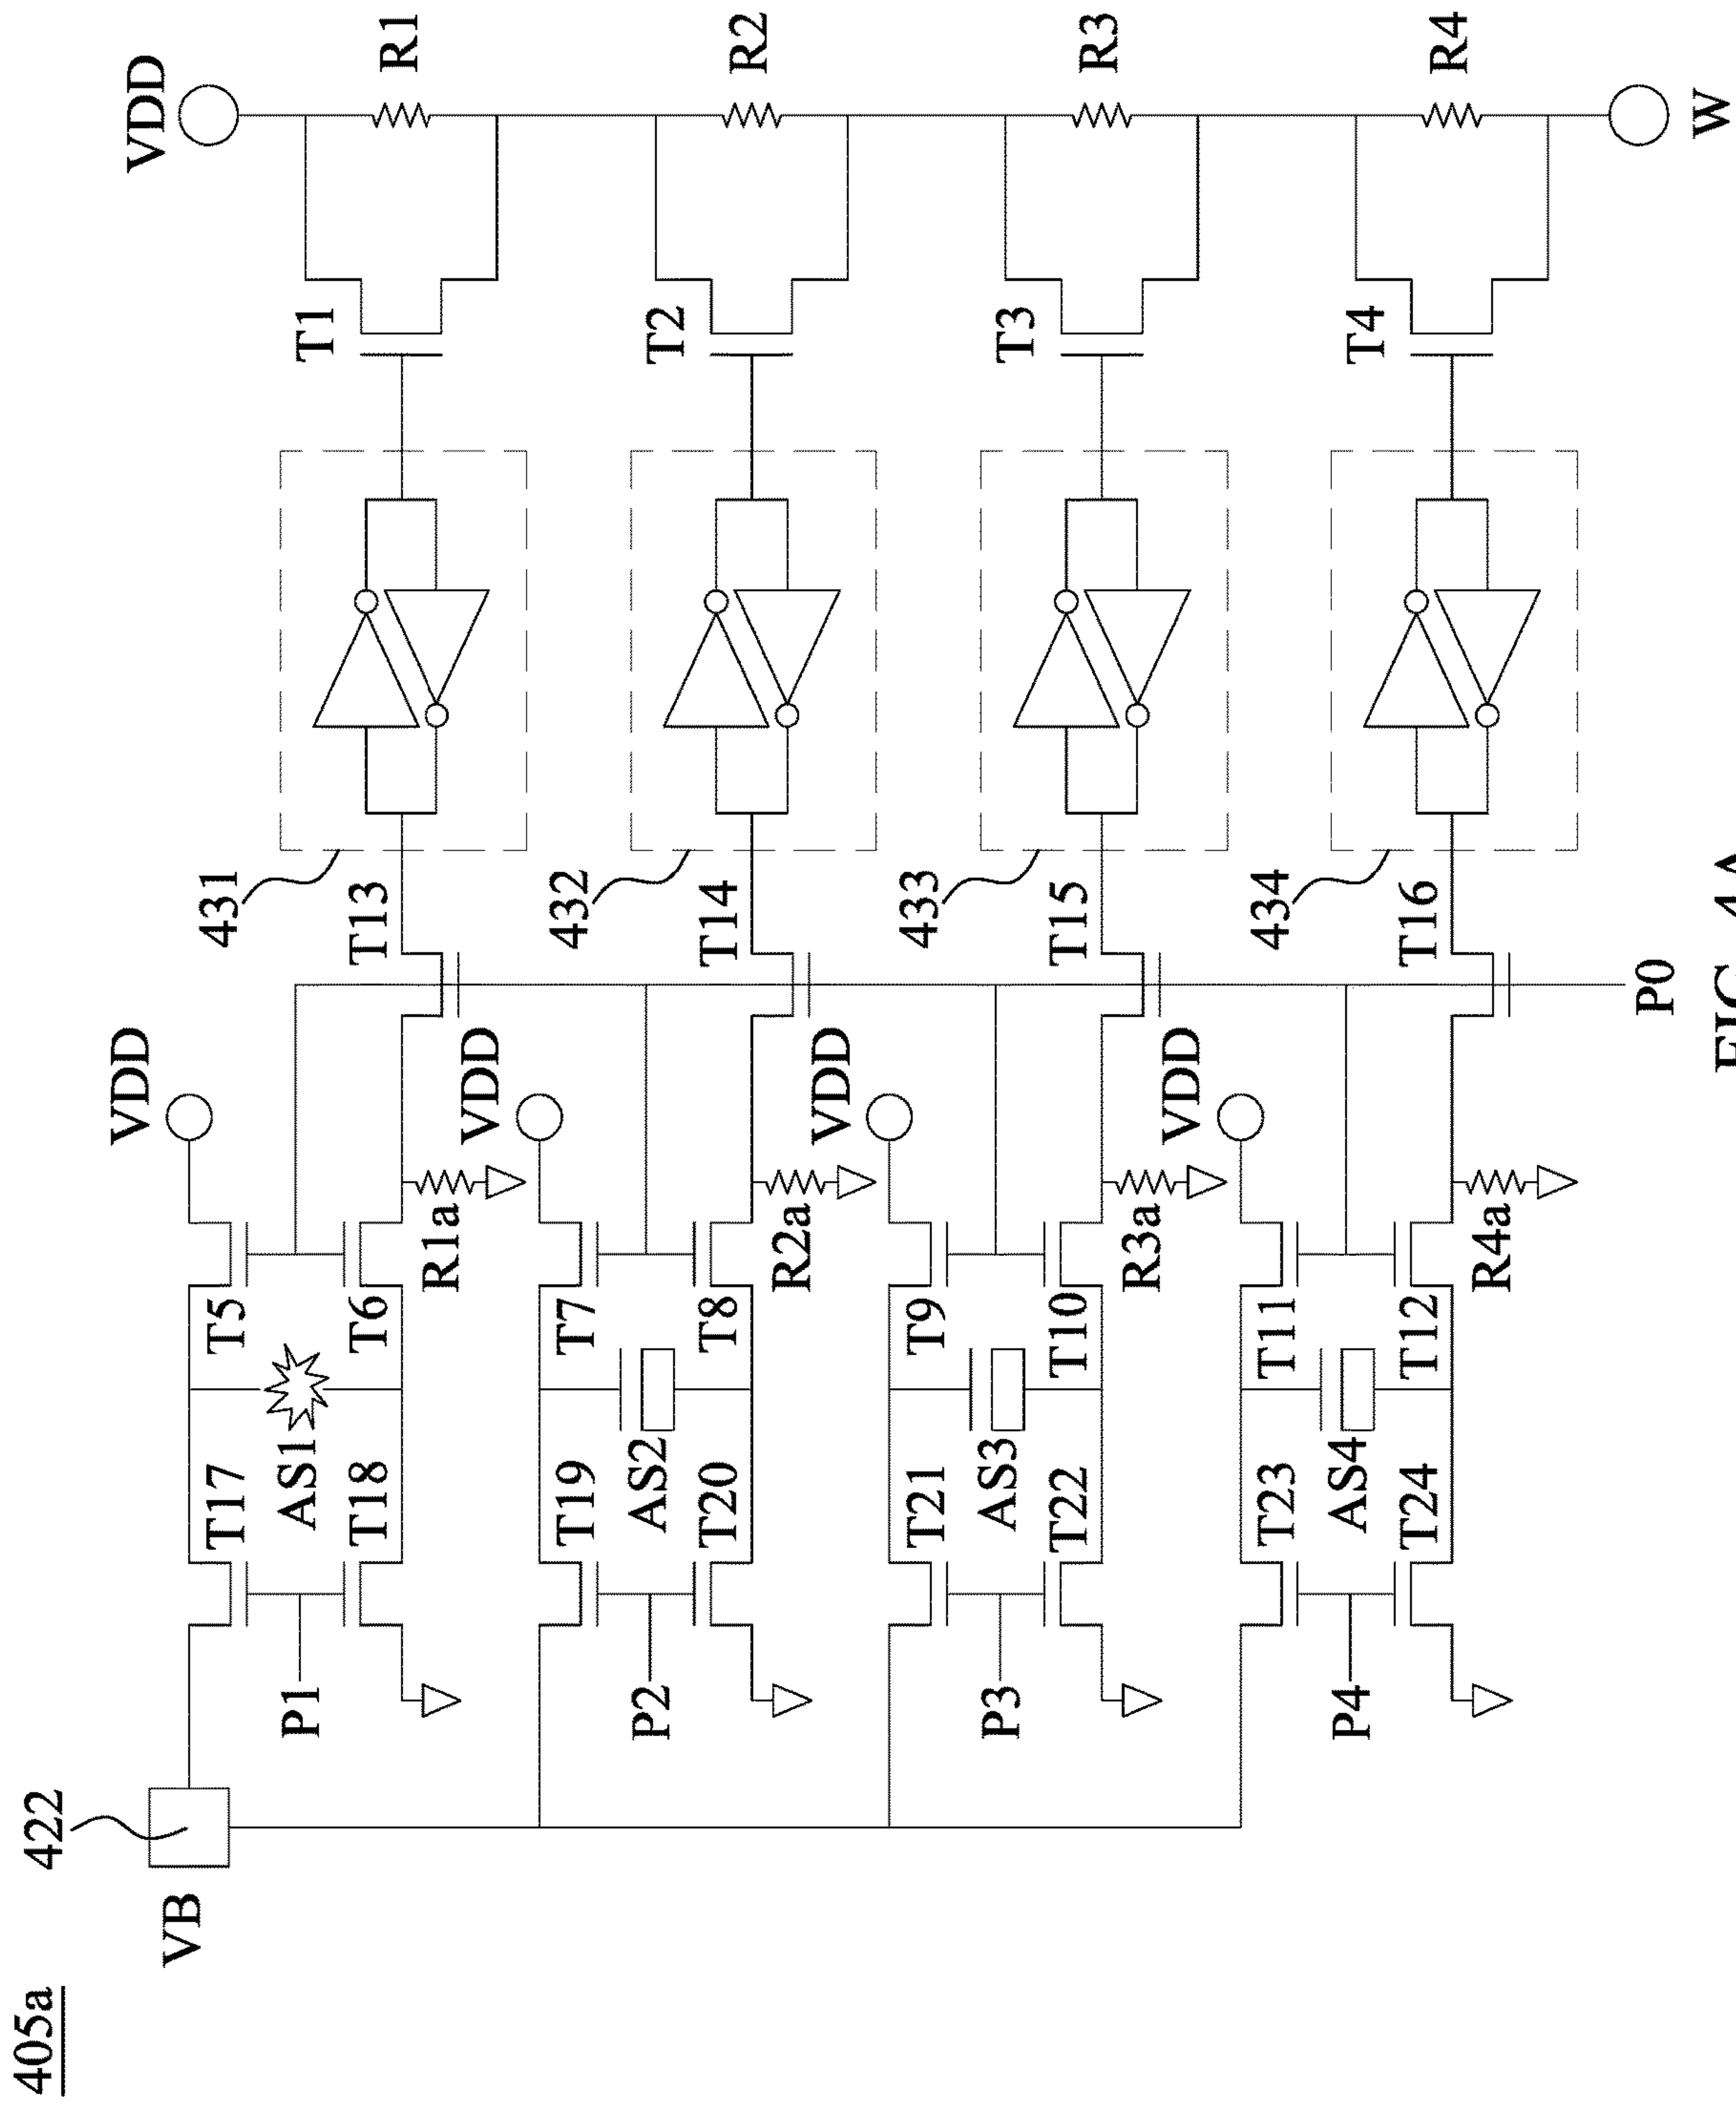 405a
VB
422
VDD
T17
T5
P1
AS1
T18
T6
R1a
T13
431
T1
VDD
R1
VDD
T19
T7
P2
AS2
T20
T8
R2a
T14
432
T2
R2
VDD
T21
T9
P3
AS3
T22
T10
R3a
T15
433
T3
R3
VDD
T23
T11
P4
AS4
T24
T12
R4a
T16
434
T4
R4
P0
W
FIG. 4A